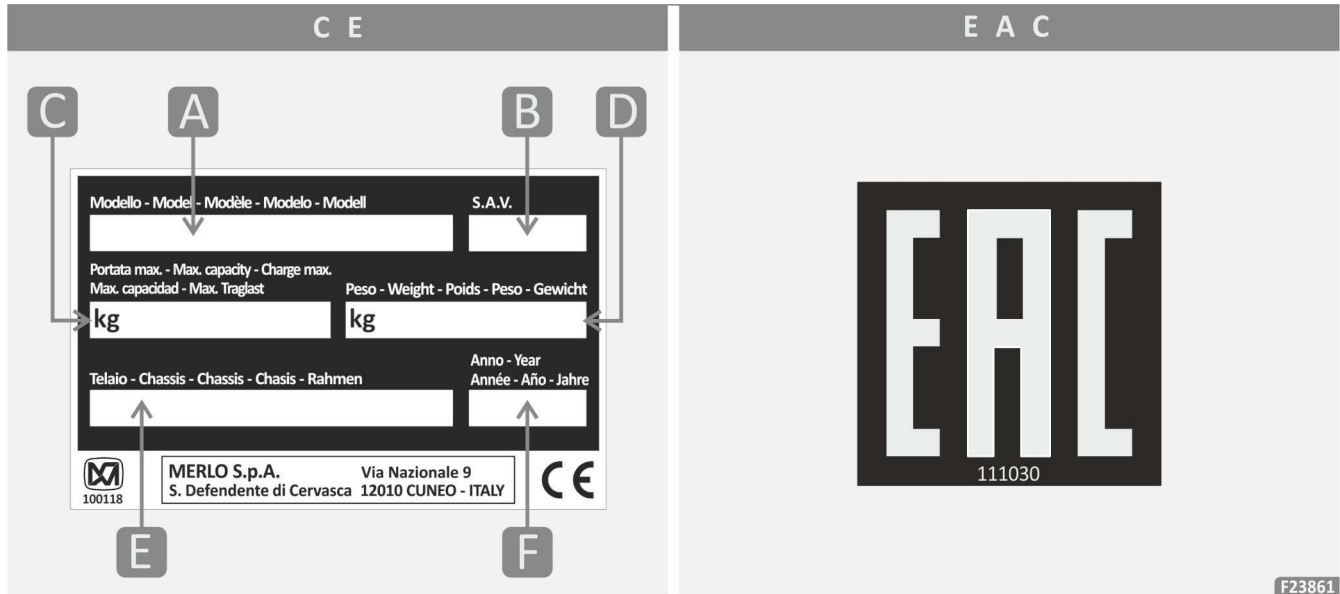 C E
E A C
C
A
B
D
Modello - Model - Modèle - Modelo - Modell
S.A.V.
Portata max. - Max. capacity - Charge max.
Max. capacidad - Max. Traglast
Peso - Weight - Poids - Peso - Gewicht
kg
kg
Anno - Year
Telaio - Chassis - Chassis - Chasis - Rahmen
Année - Año - Jahre
100118
MERLO S.p.A. Via Nazionale 9
S. Defendente di Cervasca 12010 CUNEO - ITALY
CE
E
F
EAC
111030
F23861